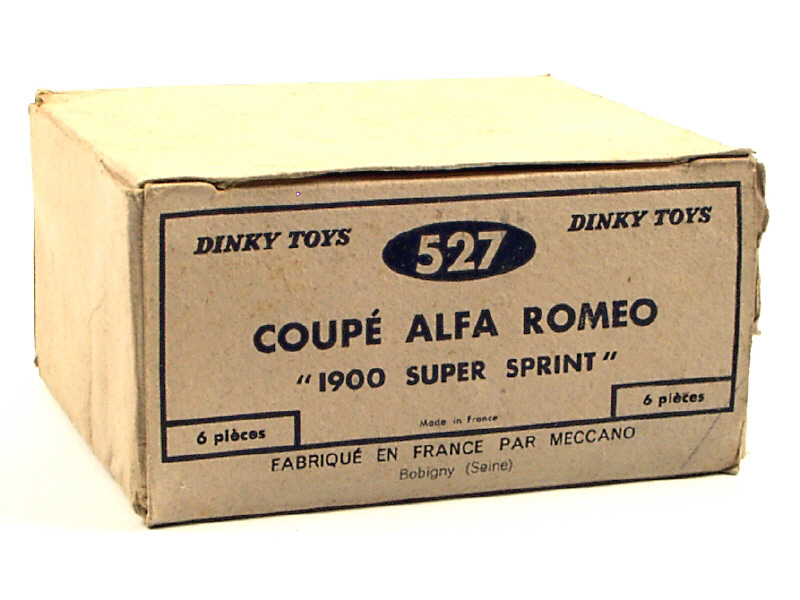 DINKY TOYS 527 DINKY TOYS
COUPÉ ALFA ROMEO
"1900 SUPER SPRINT"
6 pièces Made in France 6 pièces
FABRIQUÉ EN FRANCE PAR MECCANO
Bobigny (Seine)